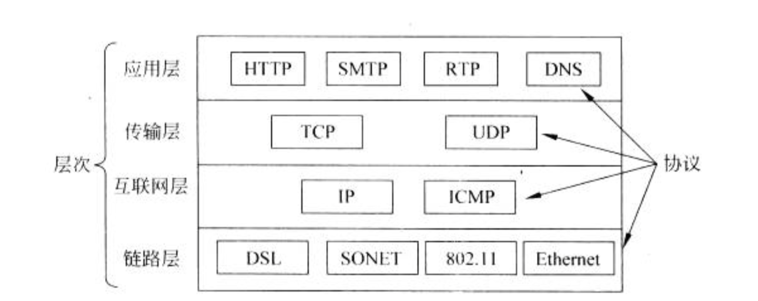 应用层 HTTP SMTP RTP DNS
传输层 TCP UDP
层次 协议
互联网层 IP ICMP
链路层 DSL SONET 802.11 Ethernet